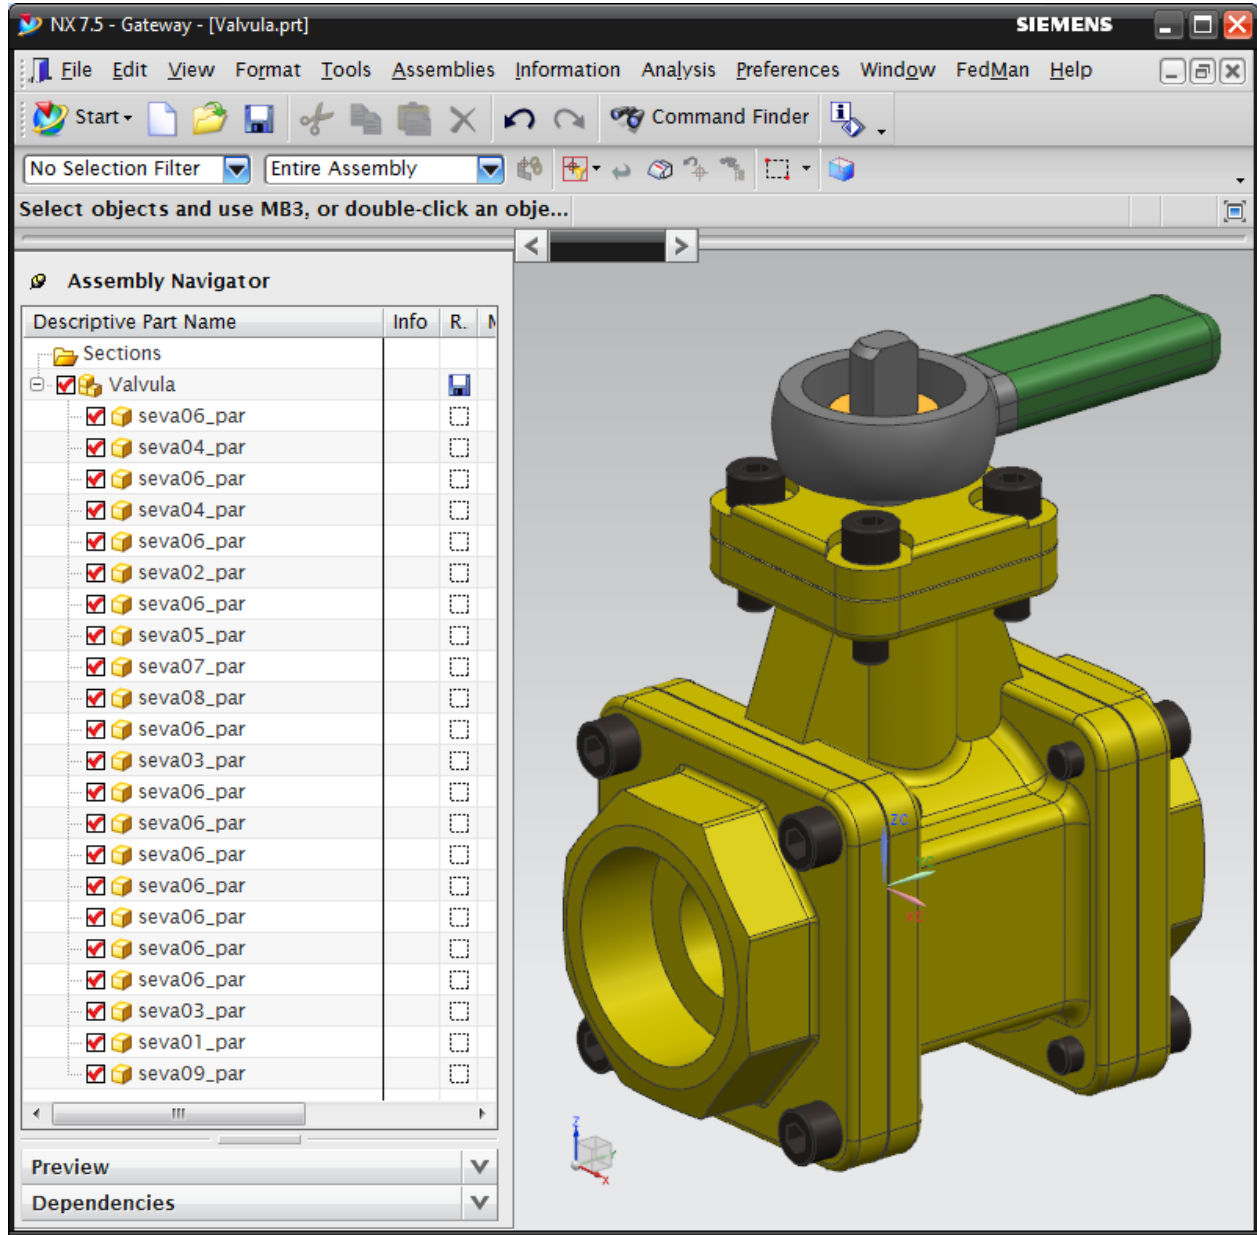 NX 7.5 - Gateway - [Valvula.prt] SIEMENS
File Edit View Format Tools Assemblies Information Analysis Preferences Window FedMan Help
Start Command Finder
No Selection Filter Entire Assembly
Select objects and use MB3, or double-click an obje...
Assembly Navigator
Descriptive Part Name Info R. M
Sections
Valvula
seva06_par
seva04_par
seva06_par
seva04_par
seva06_par
seva02_par
seva06_par
seva05_par
seva07_par
seva08_par
seva06_par
seva03_par
seva06_par
seva06_par
seva06_par
seva06_par
seva06_par
seva06_par
seva06_par
seva03_par
seva01_par
seva09_par
Preview
Dependencies
ZC
YC
XC
Z
Y
X